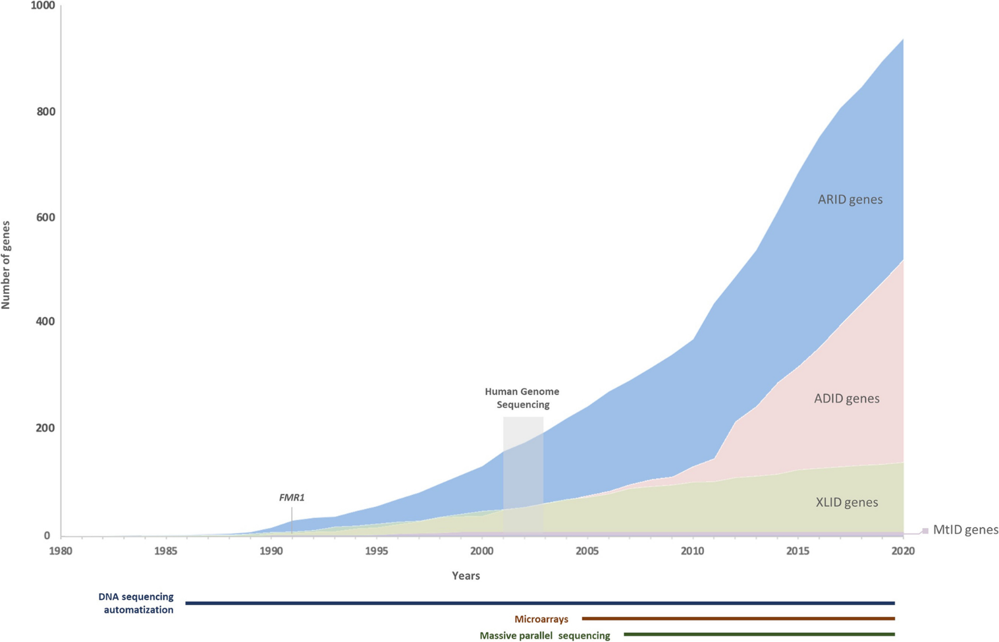 1000
800
600
400
200
0
Number of genes
ARID genes
ADID genes
XLID genes
MtID genes
Human Genome
Sequencing
FMR1
1980 1985 1990 1995 2000 2005 2010 2015 2020
Years
DNA sequencing
automatization
Microarrays
Massive parallel sequencing